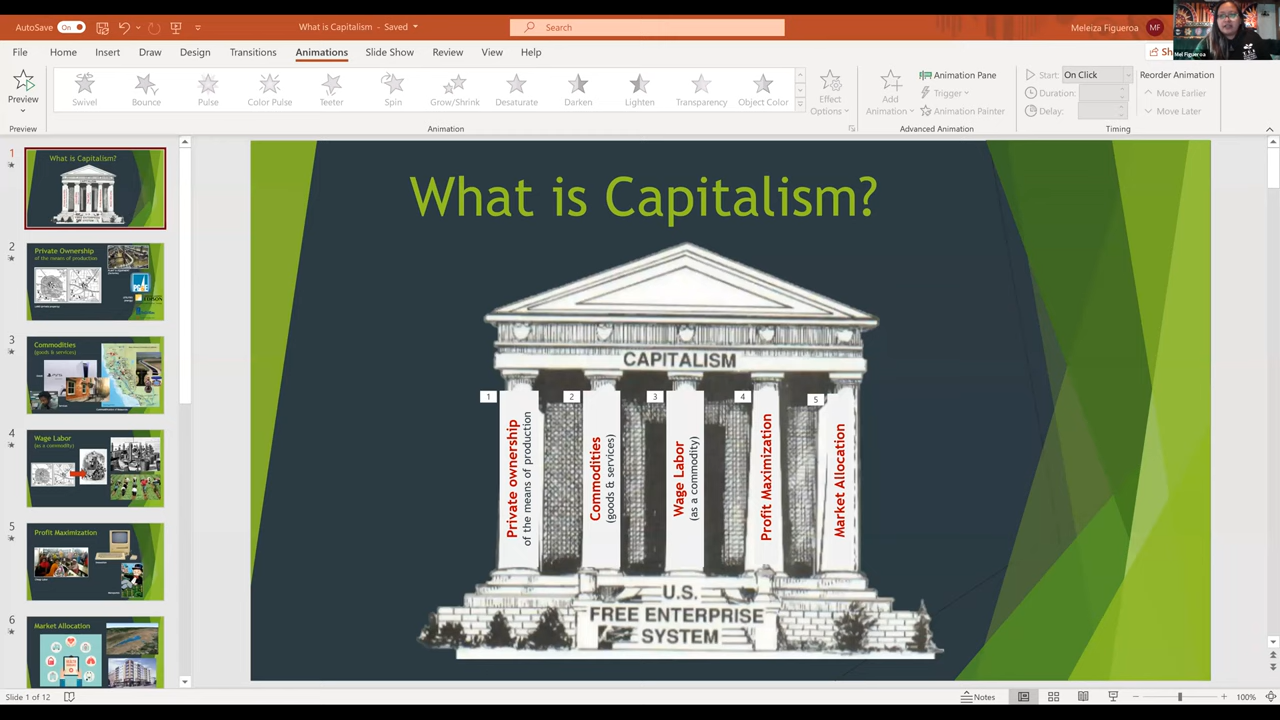 AutoSave
On
What is Capitalism - Saved
Search
Meleiza Figueroa
MF
Mel Figueroa
File
Home
Insert
Draw
Design
Transitions
Animations
Slide Show
Review
View
Help
Sh
Preview
Swivel
Bounce
Pulse
Color Pulse
Teeter
Spin
Grow/Shrink
Desaturate
Darken
Lighten
Transparency
Object Color
Effect
Options
Add
Animation
Animation Pane
Trigger
Animation Painter
Start: On Click
Duration:
Delay:
Reorder Animation
Move Earlier
Move Later
Preview
Animation
Advanced Animation
Timing
1
What is Capitalism?
2
Private Ownership
of the means of production
3
Commodities
(goods & services)
4
Wage Labor
(as a commodity)
5
Profit Maximization
6
Market Allocation
What is Capitalism?
CAPITALISM
1
Private ownership
of the means of production
2
Commodities
(goods & services)
3
Wage Labor
(as a commodity)
4
Profit Maximization
5
Market Allocation
U.S.
FREE ENTERPRISE
SYSTEM
Slide 1 of 12
Notes
100%